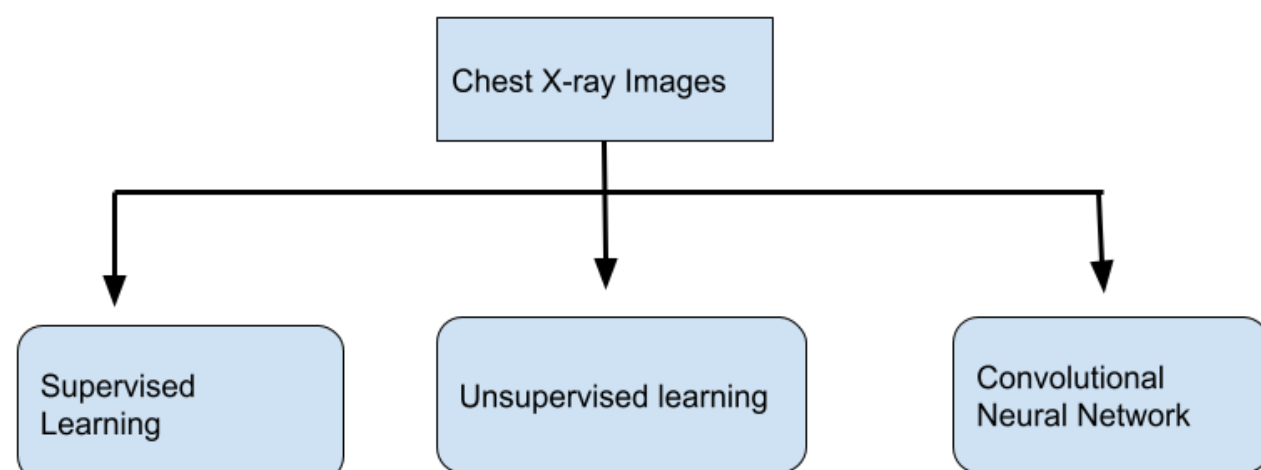 Chest X-ray Images
Supervised
Learning
Unsupervised learning
Convolutional
Neural Network